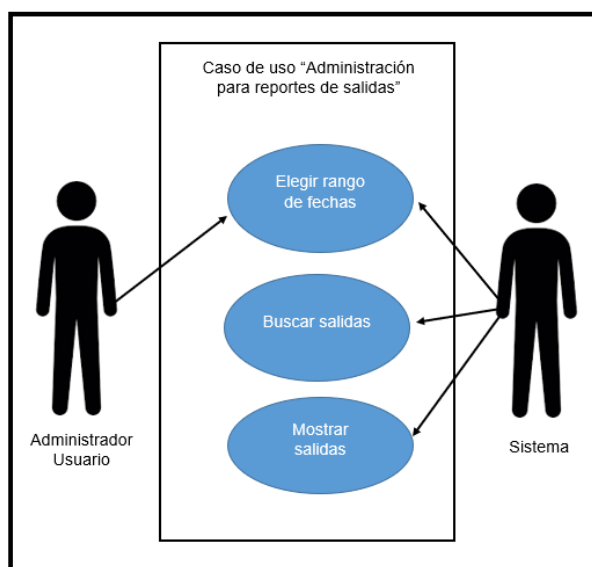 Caso de uso “Administración
para reportes de salidas”
Elegir rango
de fechas
Buscar salidas
Mostrar
salidas
Administrador
Usuario
Sistema